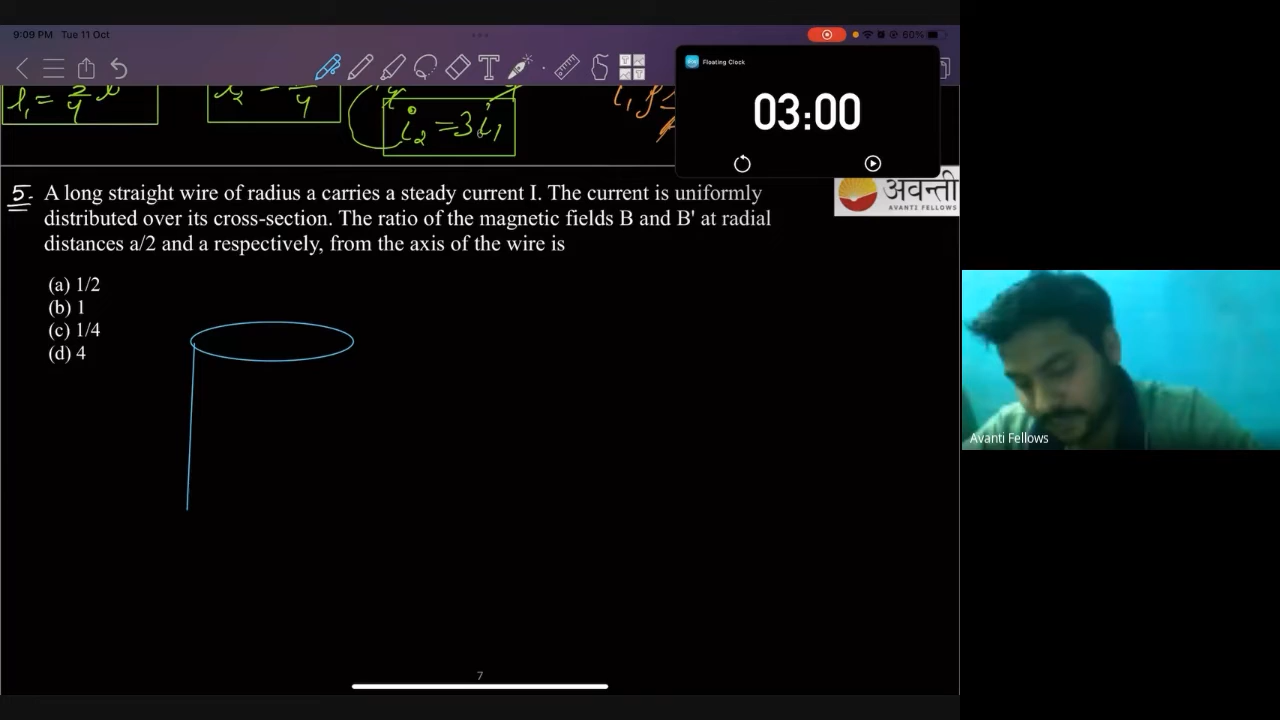 9:09 PM Tue 11 Oct
60%
Floating Clock
03:00
i₂ = 3i₁
5. A long straight wire of radius a carries a steady current I. The current is uniformly
distributed over its cross-section. The ratio of the magnetic fields B and B' at radial
distances a/2 and a respectively, from the axis of the wire is
अवन्ती
AVANTI FELLOWS
(a) 1/2
(b) 1
(c) 1/4
(d) 4
Avanti Fellows
7